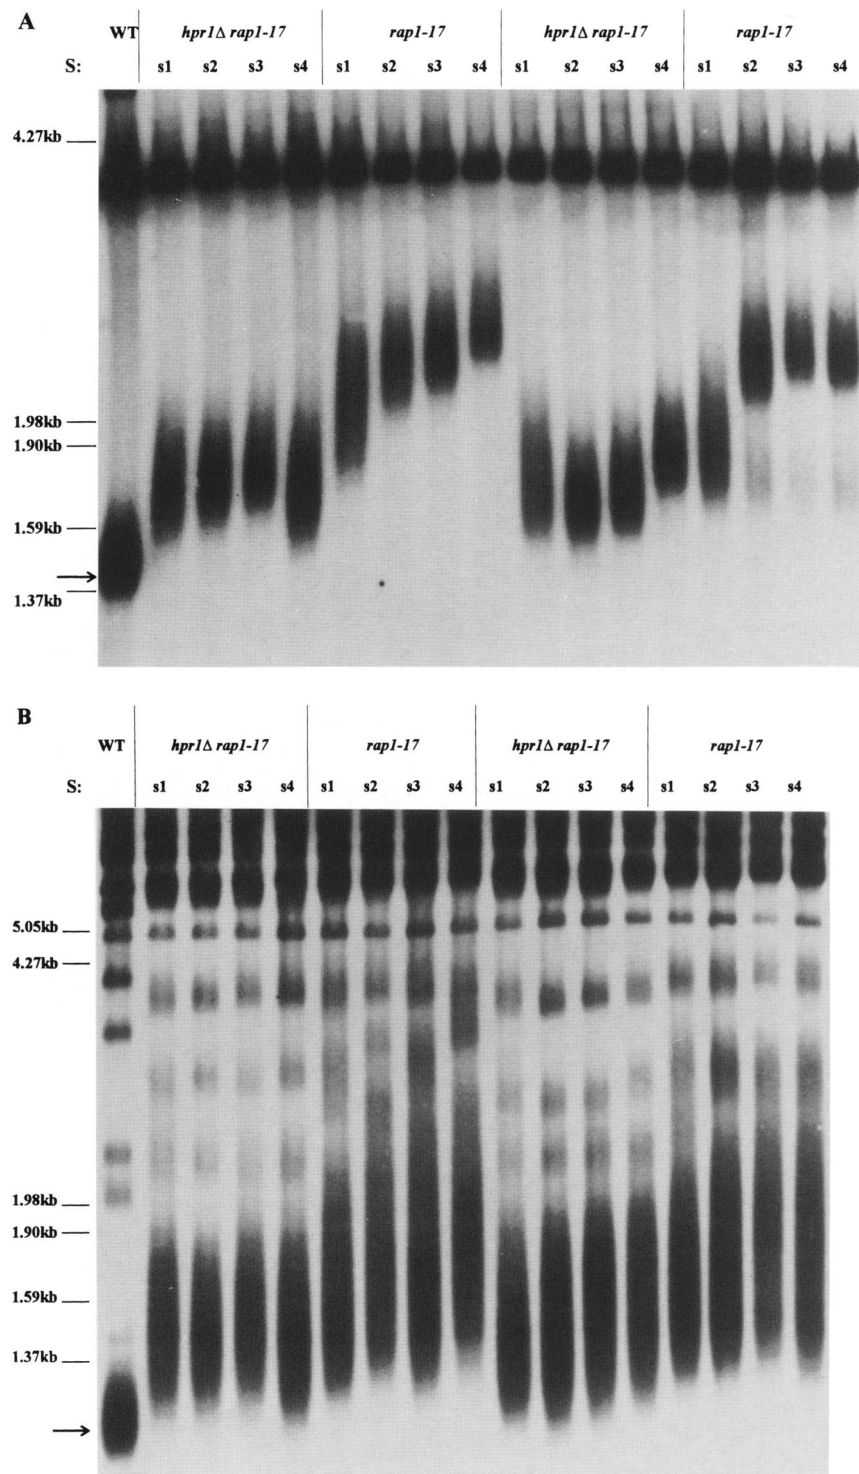 A
WT hpr1Δ rap1-17 rap1-17 hpr1Δ rap1-17 rap1-17
S: s1 s2 s3 s4 s1 s2 s3 s4 s1 s2 s3 s4 s1 s2 s3 s4
4.27kb
1.98kb
1.90kb
1.59kb
1.37kb
B
WT hpr1Δ rap1-17 rap1-17 hpr1Δ rap1-17 rap1-17
S: s1 s2 s3 s4 s1 s2 s3 s4 s1 s2 s3 s4 s1 s2 s3 s4
5.05kb
4.27kb
1.98kb
1.90kb
1.59kb
1.37kb